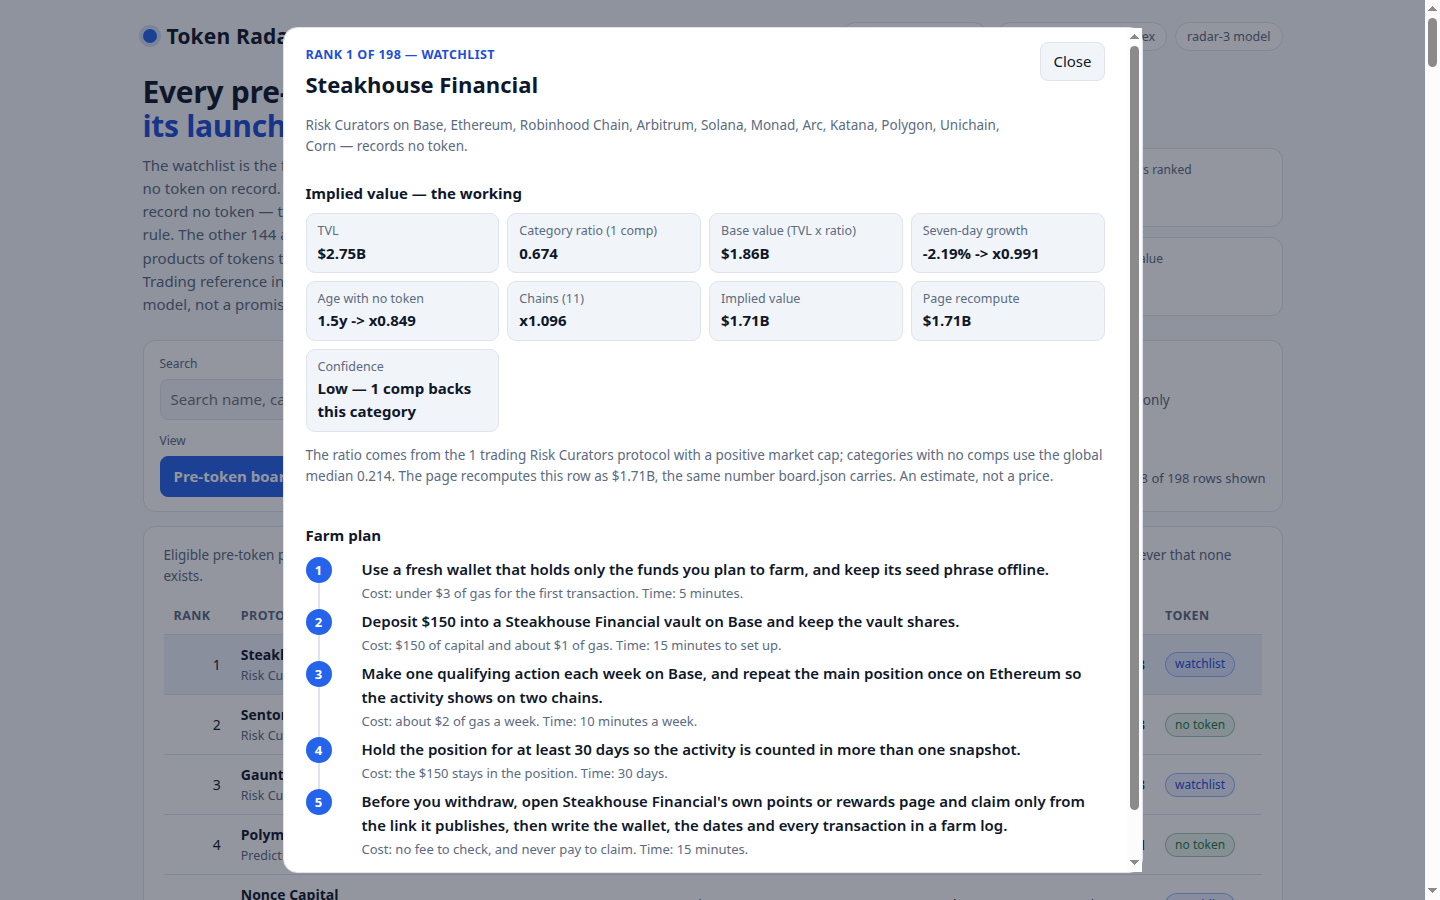 Token Rada
ex
radar-3 model
Every pre-
its launch
The watchlist is the f
no token on record.
record no token — t
rule. The other 144 a
products of tokens t
Trading reference in
model, not a promis
s ranked
alue
Search
Search name, ca
View
Pre-token boar
only
8 of 198 rows shown
Eligible pre-token p
exists.
ever that none
RANK
PROTO
TOKEN
1
Steakh
Risk Cu
watchlist
2
Sentor
Risk Cu
no token
3
Gaunt
Risk Cu
watchlist
4
Polym
Predict
no token
Nonce Capital
RANK 1 OF 198 — WATCHLIST
Close
Steakhouse Financial
Risk Curators on Base, Ethereum, Robinhood Chain, Arbitrum, Solana, Monad, Arc, Katana, Polygon, Unichain,
Corn — records no token.
Implied value — the working
TVL
$2.75B
Category ratio (1 comp)
0.674
Base value (TVL x ratio)
$1.86B
Seven-day growth
-2.19% -> x0.991
Age with no token
1.5y -> x0.849
Chains (11)
x1.096
Implied value
$1.71B
Page recompute
$1.71B
Confidence
Low — 1 comp backs
this category
The ratio comes from the 1 trading Risk Curators protocol with a positive market cap; categories with no comps use the global
median 0.214. The page recomputes this row as $1.71B, the same number board.json carries. An estimate, not a price.
Farm plan
1
Use a fresh wallet that holds only the funds you plan to farm, and keep its seed phrase offline.
Cost: under $3 of gas for the first transaction. Time: 5 minutes.
2
Deposit $150 into a Steakhouse Financial vault on Base and keep the vault shares.
Cost: $150 of capital and about $1 of gas. Time: 15 minutes to set up.
3
Make one qualifying action each week on Base, and repeat the main position once on Ethereum so
the activity shows on two chains.
Cost: about $2 of gas a week. Time: 10 minutes a week.
4
Hold the position for at least 30 days so the activity is counted in more than one snapshot.
Cost: the $150 stays in the position. Time: 30 days.
5
Before you withdraw, open Steakhouse Financial's own points or rewards page and claim only from
the link it publishes, then write the wallet, the dates and every transaction in a farm log.
Cost: no fee to check, and never pay to claim. Time: 15 minutes.